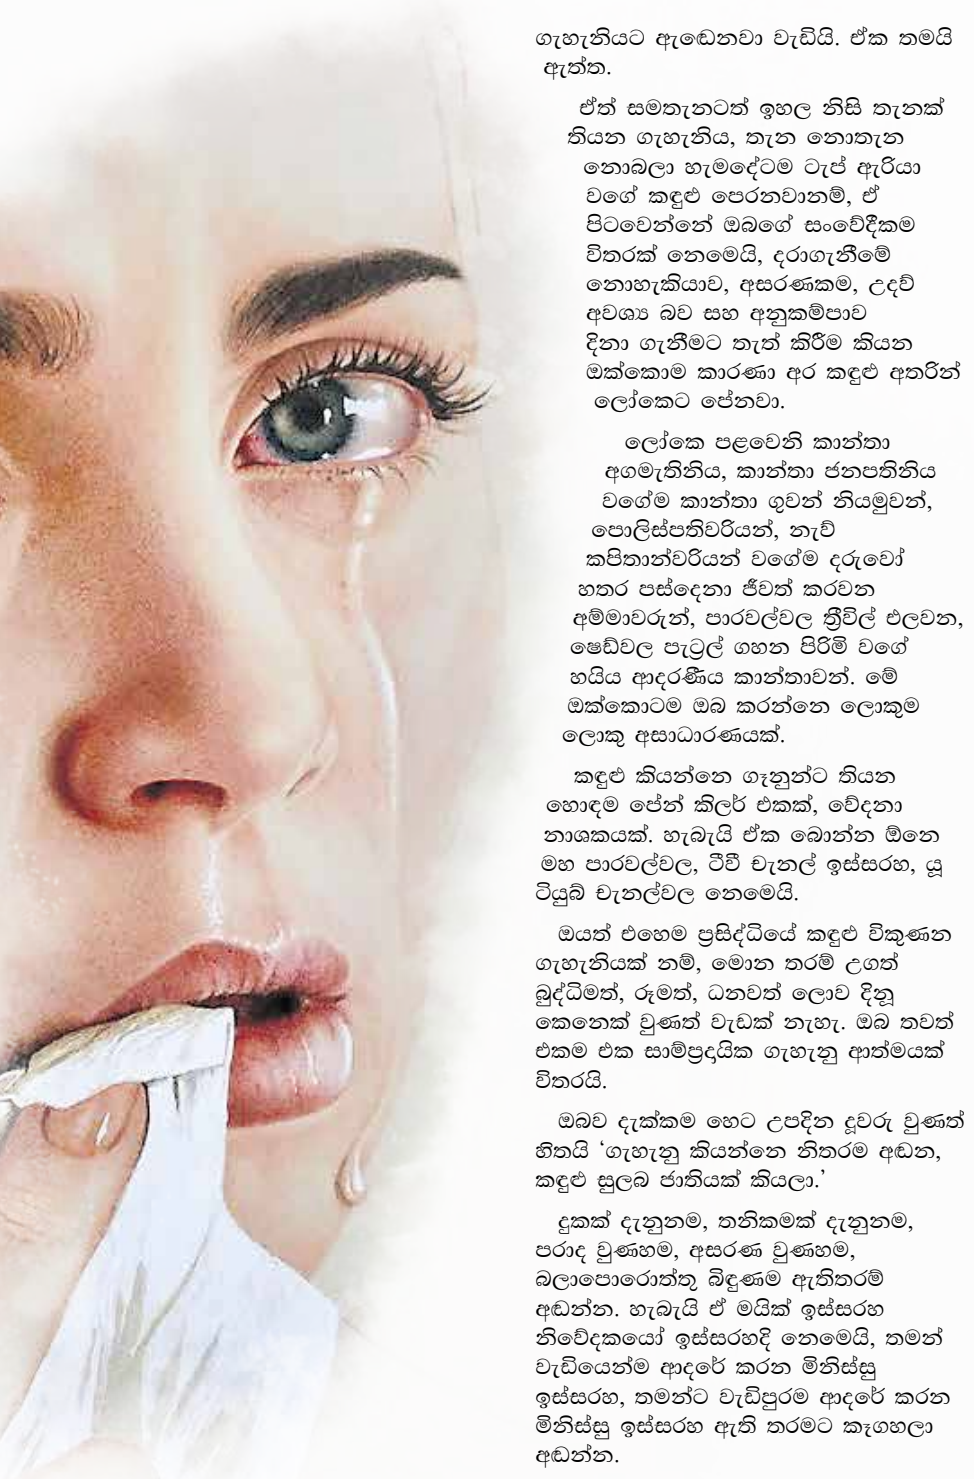 ගැහැනියට ඇඬෙනවා වැඩියි. ඒක තමයි
ඇත්ත.
ඒත් සමතැනටත් ඉහල නිසි තැනක්
තියන ගැහැනිය, තැන නොතැන
නොබලා හැමදේටම ටැප් ඇරියා
වගේ කඳුළු පෙරනවානම්, ඒ
පිටවෙන්නේ ඔබගේ සංවේදීකම
විතරක් නෙමෙයි, දරාගැනීමේ
නොහැකියාව, අසරණකම, උදව්
අවශ්‍ය බව සහ අනුකම්පාව
දිනා ගැනීමට තැත් කිරීම කියන
ඔක්කොම කාරණා අර කඳුළු අතරින්
ලෝකෙට පේනවා.
ලෝකෙ පළවෙනි කාන්තා
අගමැතිනිය, කාන්තා ජනපතිනිය
වගේම කාන්තා ගුවන් නියමුවන්,
පොලිස්පතිවරියන්, නැව්
කපිතාන්වරියන් වගේම දරුවෝ
හතර පස්දෙනා ජීවත් කරවන
අම්මාවරුන්, පාරවල්වල ත්‍රීවිල් එලවන,
ෂෙඩ්වල පැට්‍රල් ගහන පිරිමි වගේ
හයිය ආදරණීය කාන්තාවන්. මේ
ඔක්කොටම ඔබ කරන්නෙ ලොකුම
ලොකු අසාධාරණයක්.
කඳුළු කියන්නෙ ගෑනුන්ට තියන
හොඳම පේන් කිලර් එකක්, වේදනා
නාශකයක්. හැබැයි ඒක බොන්න ඕනෙ
මහ පාරවල්වල, ටීවී චැනල් ඉස්සරහ, යූ
ටියුබ් චැනල්වල නෙමෙයි.
ඔයත් එහෙම ප්‍රසිද්ධියේ කඳුළු විකුණන
ගැහැනියක් නම්, මොන තරම් උගත්
බුද්ධිමත්, රූමත්, ධනවත් ලොව දිනූ
කෙනෙක් වුණත් වැඩක් නැහැ. ඔබ තවත්
එකම එක සාම්ප්‍රදායික ගැහැනු ආත්මයක්
විතරයි.
ඔබව දැක්කම හෙට උපදින දූවරු වුණත්
හිතයි ‘ගැහැනු කියන්නෙ නිතරම අඬන,
කඳුළු සුලබ ජාතියක් කියලා.’
දුකක් දැනුනම, තනිකමක් දැනුනම,
පරාද වුණහම, අසරණ වුණහම,
බලාපොරොත්තු බිඳුණම ඇතිතරම්
අඬන්න. හැබැයි ඒ මයික් ඉස්සරහ
නිවේදකයෝ ඉස්සරහදි නෙමෙයි, තමන්
වැඩියෙන්ම ආදරේ කරන මිනිස්සු
ඉස්සරහ, තමන්ට වැඩිපුරම ආදරේ කරන
මිනිස්සු ඉස්සරහ ඇති තරමට කෑගහලා
අඬන්න.